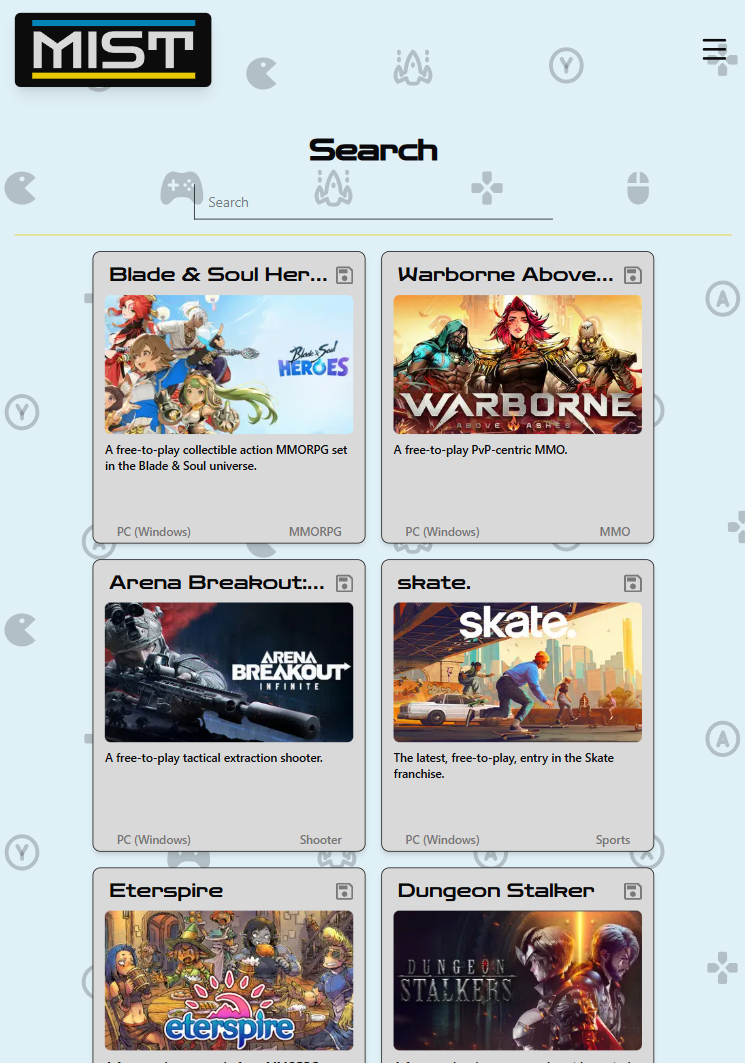 MIST
Search
Search
Blade & Soul Her...
Warborne Above...
Blade & Soul
HEROES
WARBORNE
ABOVE ASHES
A free-to-play collectible action MMORPG set
in the Blade & Soul universe.
A free-to-play PvP-centric MMO.
PC (Windows)
MMORPG
PC (Windows)
MMO
Arena Breakout:...
skate.
ARENA
BREAKOUT
INFINITE
skate.
A free-to-play tactical extraction shooter.
The latest, free-to-play, entry in the Skate
franchise.
PC (Windows)
Shooter
PC (Windows)
Sports
Eterspire
Dungeon Stalker
eterspire
DUNGEON
STALKERS
Y
A
Y
A
Y